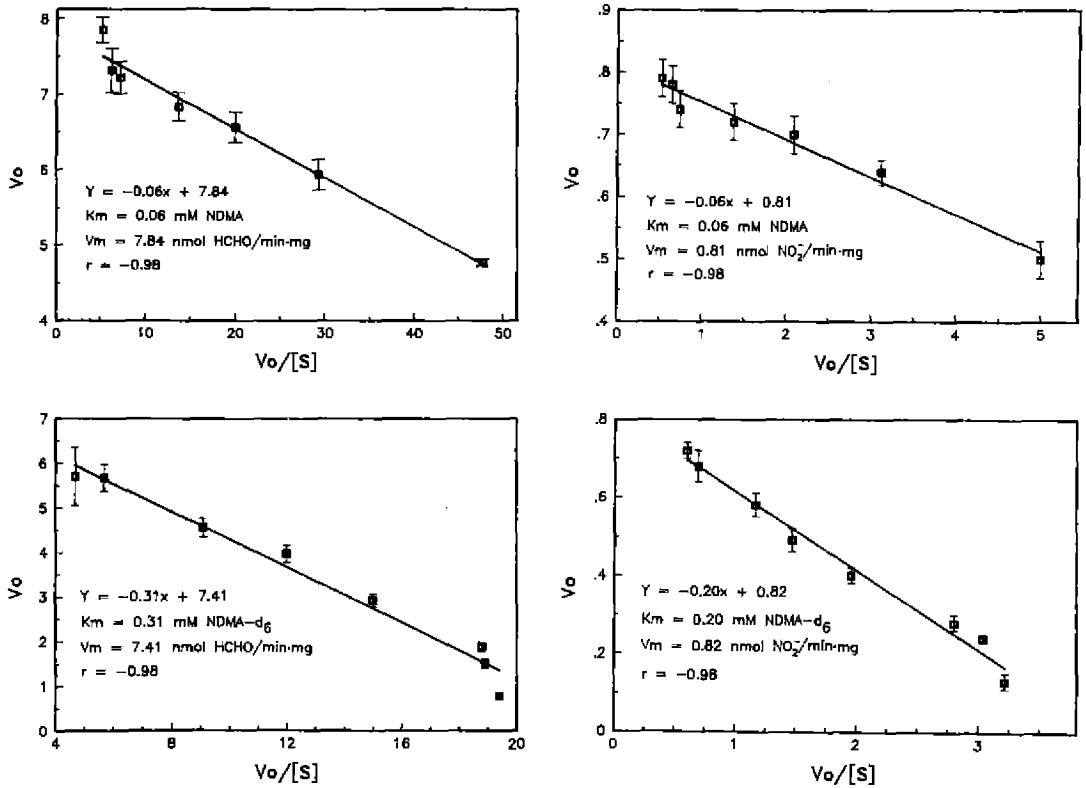 8
7
6
5
4
Vo
Y = -0.06x + 7.84
Km = 0.06 mM NDMA
Vm = 7.84 nmol HCHO/min·mg
r = -0.98
0 10 20 30 40 50
Vo/[S]
.9
.8
.7
.6
.5
.4
Vo
Y = -0.06x + 0.81
Km = 0.06 mM NDMA
Vm = 0.81 nmol NO₂⁻/min·mg
r = -0.98
0 1 2 3 4 5
Vo/[S]
7
6
5
4
3
2
1
0
Vo
Y = -0.31x + 7.41
Km = 0.31 mM NDMA-d₆
Vm = 7.41 nmol HCHO/min·mg
r = -0.98
4 8 12 16 20
Vo/[S]
.8
.6
.4
.2
0
Vo
Y = -0.20x + 0.82
Km = 0.20 mM NDMA-d₆
Vm = 0.82 nmol NO₂⁻/min·mg
r = -0.98
0 1 2 3
Vo/[S]